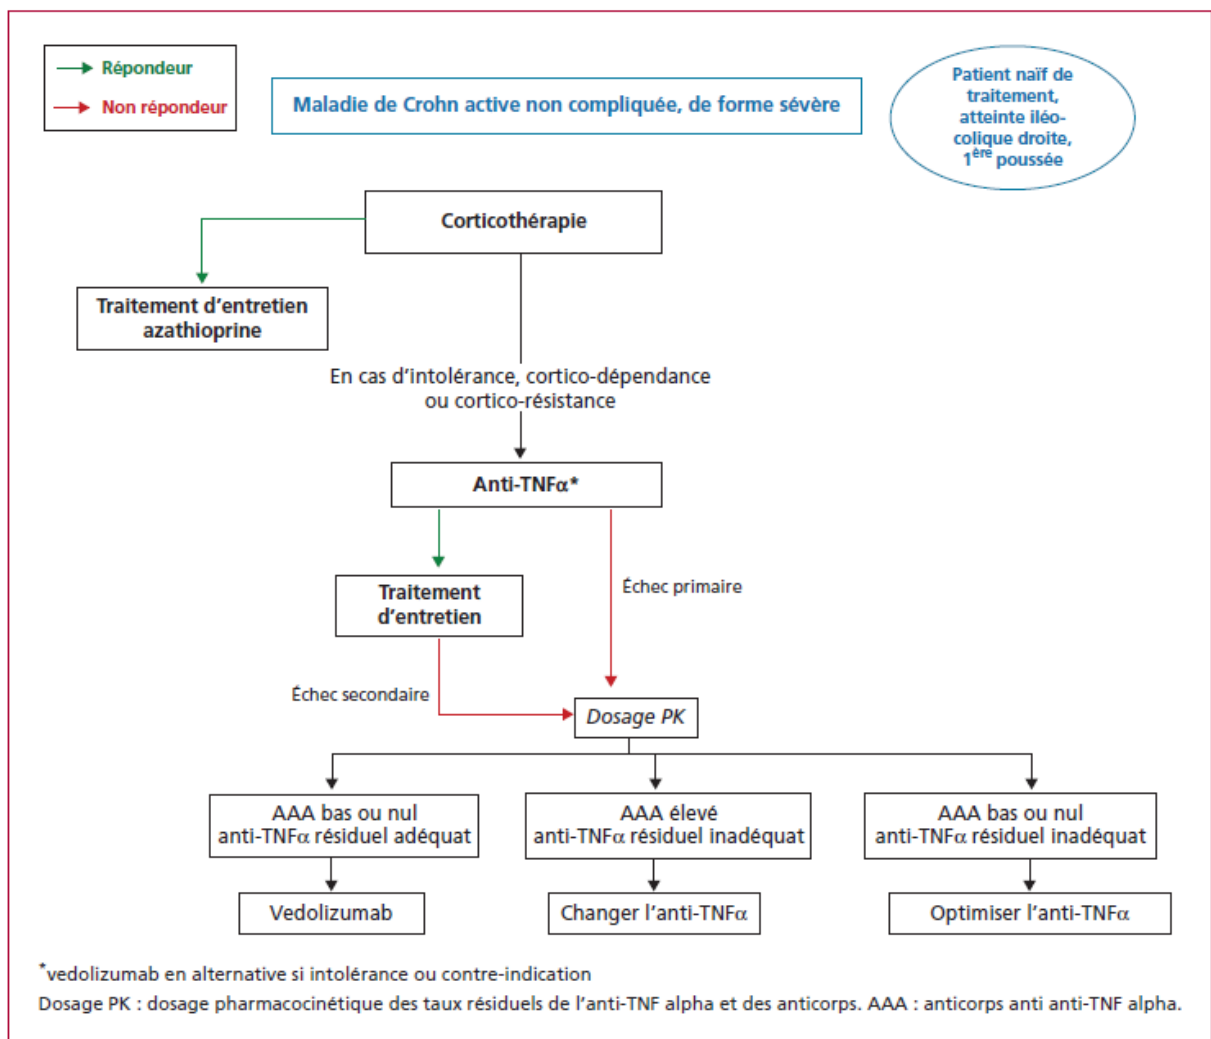 Répondeur
Non répondeur
Maladie de Crohn active non compliquée, de forme sévère
Patient naïf de
traitement,
atteinte iléo-
colique droite,
1ère poussée
Corticothérapie
Traitement d'entretien
azathioprine
En cas d'intolérance, cortico-dépendance
ou cortico-résistance
Anti-TNFα*
Traitement
d'entretien
Échec primaire
Échec secondaire
Dosage PK
AAA bas ou nul
anti-TNFα résiduel adéquat
AAA élevé
anti-TNFα résiduel inadéquat
AAA bas ou nul
anti-TNFα résiduel inadéquat
Vedolizumab
Changer l'anti-TNFα
Optimiser l'anti-TNFα
*vedolizumab en alternative si intolérance ou contre-indication
Dosage PK : dosage pharmacocinétique des taux résiduels de l'anti-TNF alpha et des anticorps. AAA : anticorps anti anti-TNF alpha.